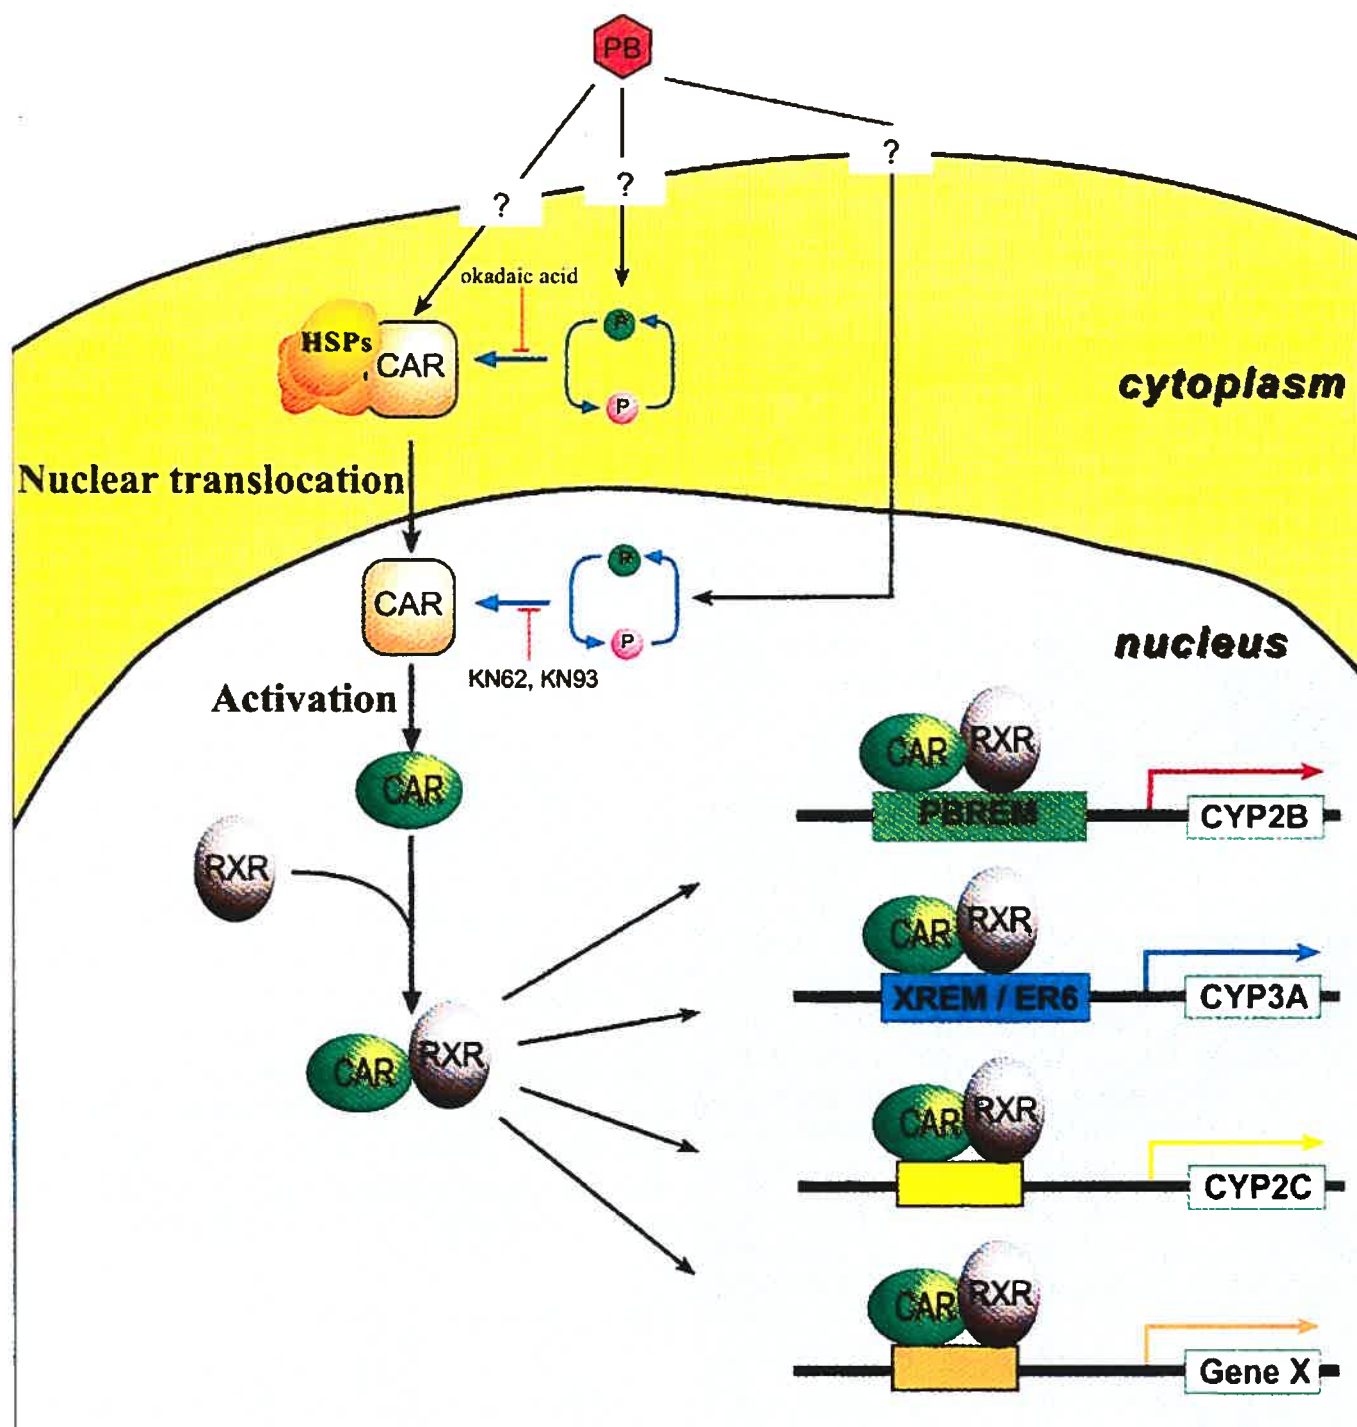 PB
?
?
?
okadaic acid
P
HSPs
CAR
P
cytoplasm
Nuclear translocation
P
CAR
P
nucleus
KN62, KN93
Activation
CAR
RXR
CAR
PBREM
CYP2B
RXR
CAR
RXR
XREM / ER6
CYP3A
CAR
RXR
CAR
RXR
CYP2C
CAR
RXR
Gene X